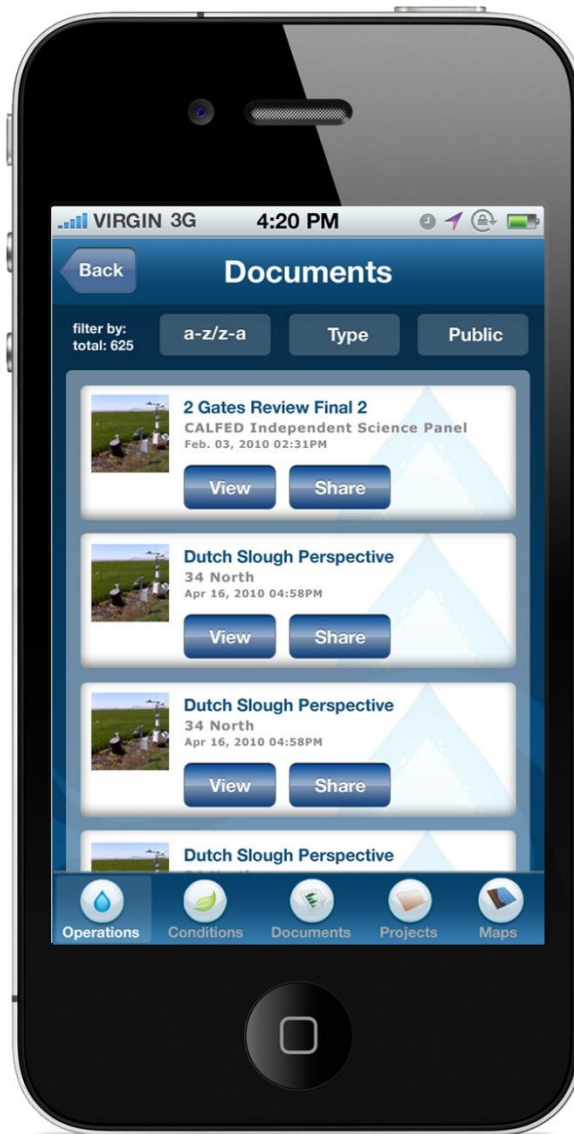 VIRGIN 3G 4:20 PM
Back
Documents
filter by:
total: 625
a-z/z-a
Type
Public
2 Gates Review Final 2
CALFED Independent Science Panel
Feb. 03, 2010 02:31PM
View
Share
Dutch Slough Perspective
34 North
Apr 16, 2010 04:58PM
View
Share
Dutch Slough Perspective
34 North
Apr 16, 2010 04:58PM
View
Share
Dutch Slough Perspective
Operations
Conditions
Documents
Projects
Maps